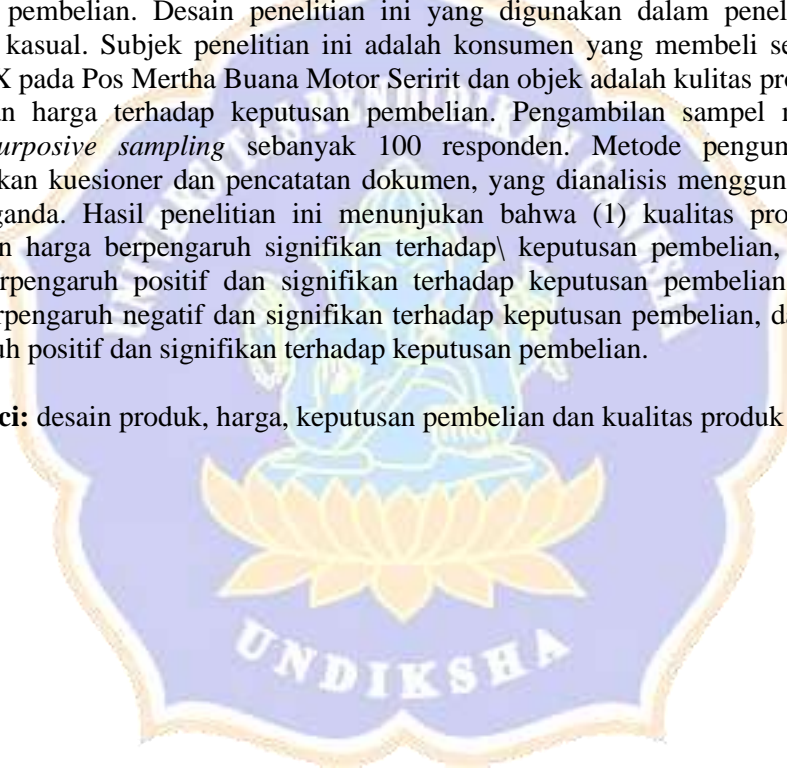 pembelian. Desain penelitian ini yang digunakan dalam penel
kasual. Subjek penelitian ini adalah konsumen yang membeli se
X pada Pos Mertha Buana Motor Seririt dan objek adalah kulitas pro
n harga terhadap keputusan pembelian. Pengambilan sampel m
urposive sampling sebanyak 100 responden. Metode pengum
kan kuesioner dan pencatatan dokumen, yang dianalisis menggun
ganda. Hasil penelitian ini menunjukan bahwa (1) kualitas pro
n harga berpengaruh signifikan terhadap\ keputusan pembelian,
rpengaruh positif dan signifikan terhadap keputusan pembelian
rpengaruh negatif dan signifikan terhadap keputusan pembelian, da
uh positif dan signifikan terhadap keputusan pembelian.
ci: desain produk, harga, keputusan pembelian dan kualitas produk
UNIVERSITAS PENDIDIKAN GANESHA
UNDIKSHA